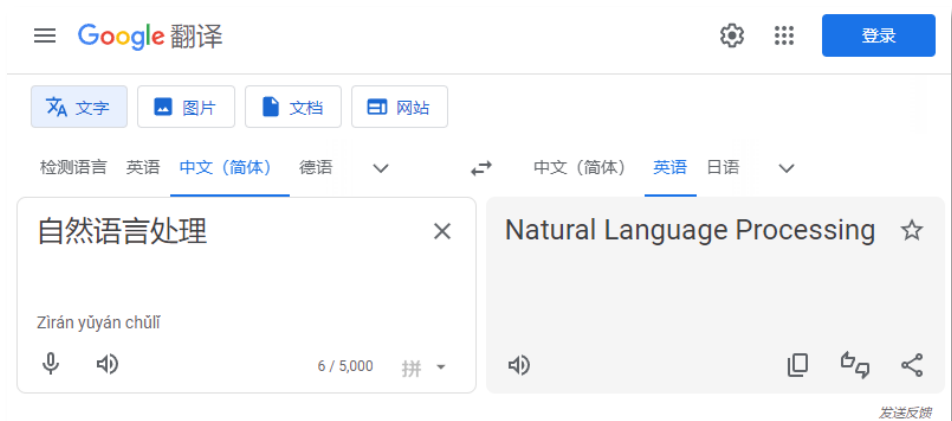 Google 翻译
登录
文字 图片 文档 网站
检测语言 英语 中文（简体） 德语 中文（简体） 英语 日语
自然语言处理
Natural Language Processing
Zìrán yǔyán chǔlǐ
6 / 5,000 拼
发送反馈